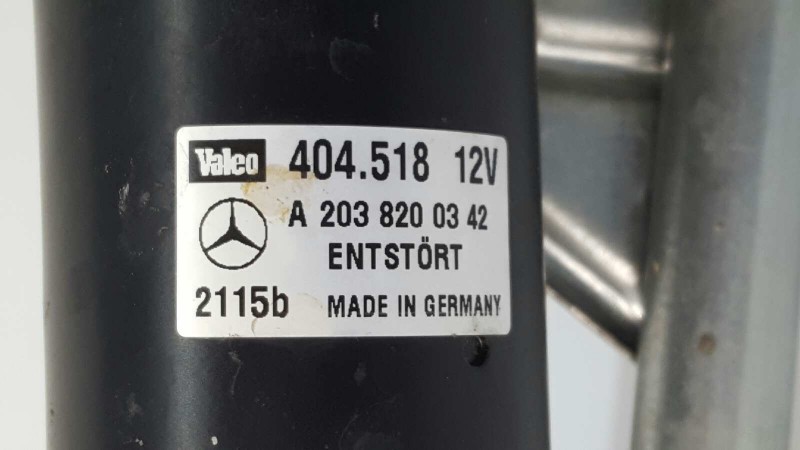 Valeo 404.518 12V
A 203 820 03 42
ENTSTÖRT
2115b MADE IN GERMANY